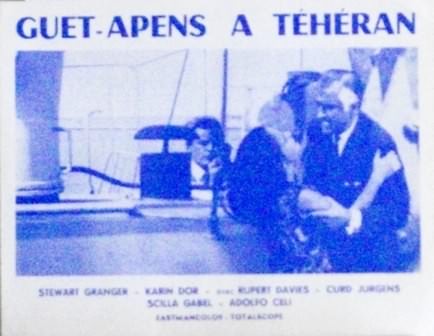 GUET-APENS A TÉHÉRAN
STEWART GRANGER - KARIN DOR - avec RUPERT DAVIES - CURD JURGENS
SCILLA GABEL - ADOLFO CELI
EASTMANCOLOR - TOTALSCOPE